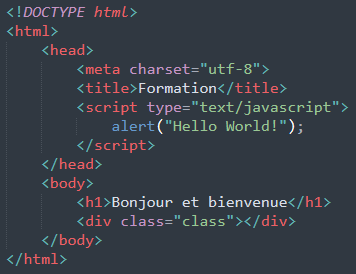 <!DOCTYPE html>
<html>
    <head>
        <meta charset="utf-8">
        <title>Formation</title>
        <script type="text/javascript">
            alert("Hello World!");
        </script>
    </head>
    <body>
        <h1>Bonjour et bienvenue</h1>
        <div class="class"></div>
    </body>
</html>